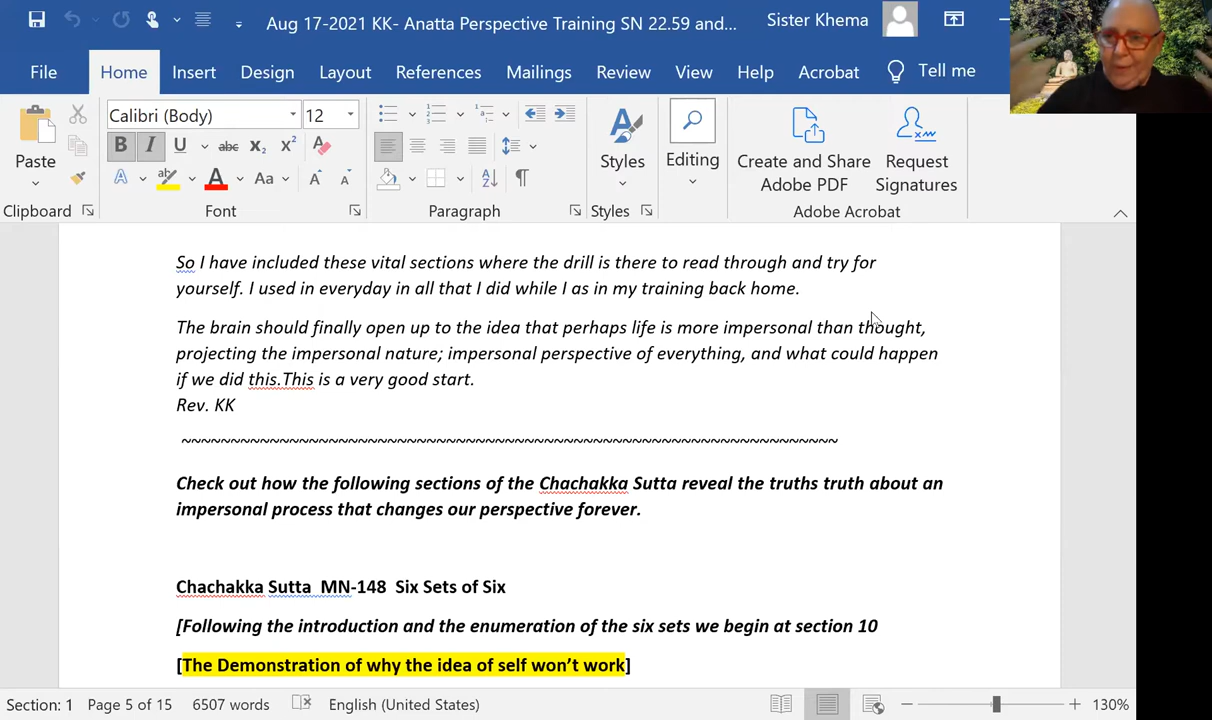 Aug 17-2021 KK- Anatta Perspective Training SN 22.59 and...
Sister Khema
File Home Insert Design Layout References Mailings Review View Help Acrobat Tell me
Calibri (Body) 12
B I U abc x₂ x²
A A Aa A A
Paste
Styles
Editing
Create and Share
Adobe PDF
Request
Signatures
Clipboard Font Paragraph Styles Adobe Acrobat
So I have included these vital sections where the drill is there to read through and try for
yourself. I used in everyday in all that I did while I as in my training back home.
The brain should finally open up to the idea that perhaps life is more impersonal than thought,
projecting the impersonal nature; impersonal perspective of everything, and what could happen
if we did this.This is a very good start.
Rev. KK
~~~~~~~~~~~~~~~~~~~~~~~~~~~~~~~~~~~~~~~~~~~~~~~~~~~~~~~~~~~~~~~~~~
Check out how the following sections of the Chachakka Sutta reveal the truths truth about an
impersonal process that changes our perspective forever.
Chachakka Sutta MN-148 Six Sets of Six
[Following the introduction and the enumeration of the six sets we begin at section 10
[The Demonstration of why the idea of self won't work]
Section: 1 Page 5 of 15 6507 words English (United States) 130%